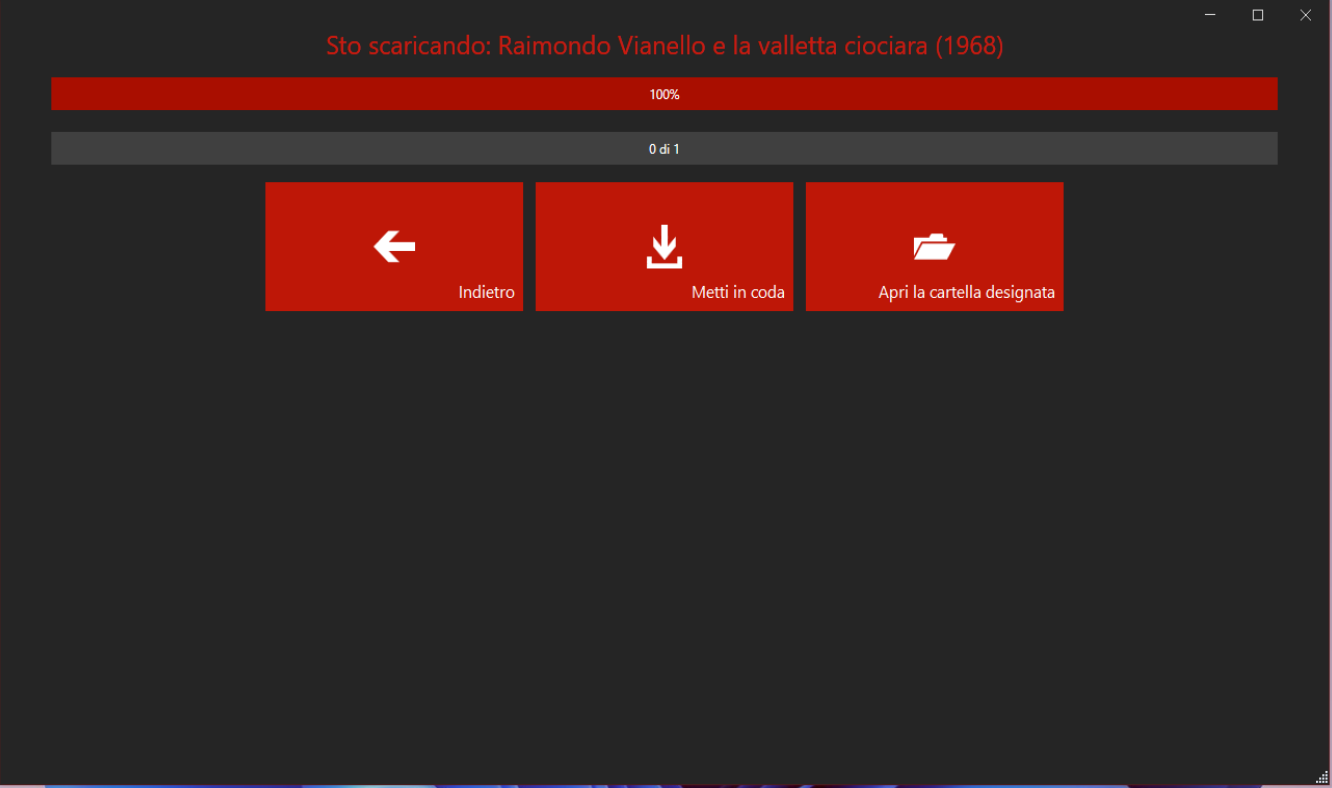 Sto scaricando: Raimondo Vianello e la valletta ciociara (1968)
100%
0 di 1
Indietro
Metti in coda
Apri la cartella designata